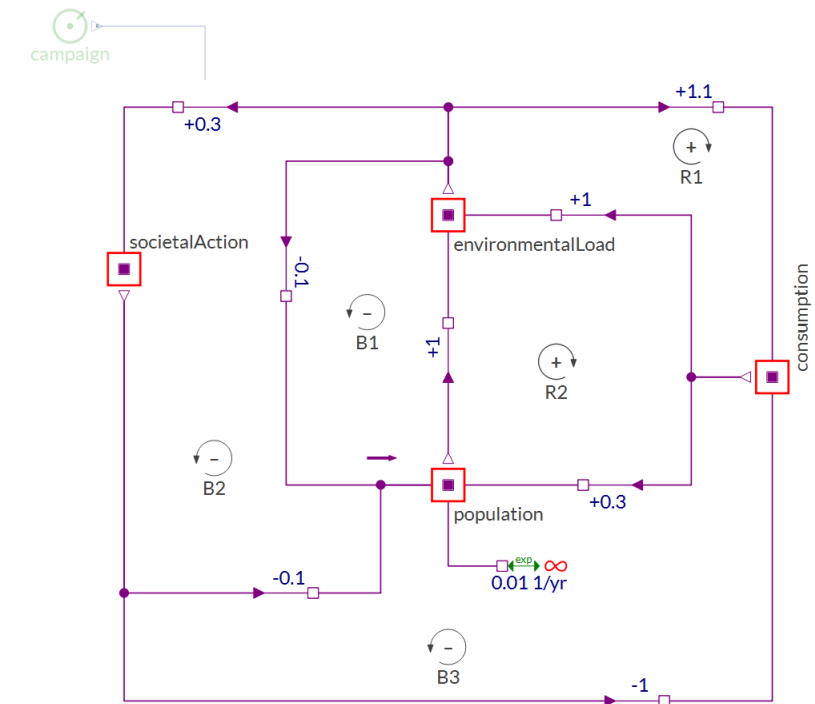 campaign
+1.1
+0.3
+
R1
+1
societalAction
environmentalLoad
-0.1
consumption
-
B1
+1
+
R2
-
B2
+0.3
population
exp
∞
0.01 1/yr
-0.1
-
B3
-1